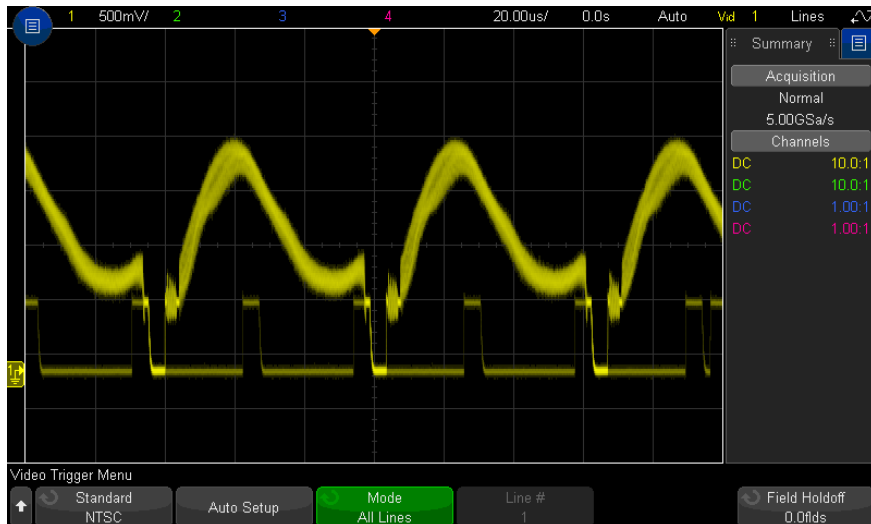 1 500mV/ 2 3 4 20.00us/ 0.0s Auto Vid 1 Lines
Summary
Acquisition
Normal
5.00GSa/s
Channels
DC 10.0:1
DC 10.0:1
DC 1.00:1
DC 1.00:1
1
Video Trigger Menu
Standard
NTSC
Auto Setup
Mode
All Lines
Line #
1
Field Holdoff
0.0flds